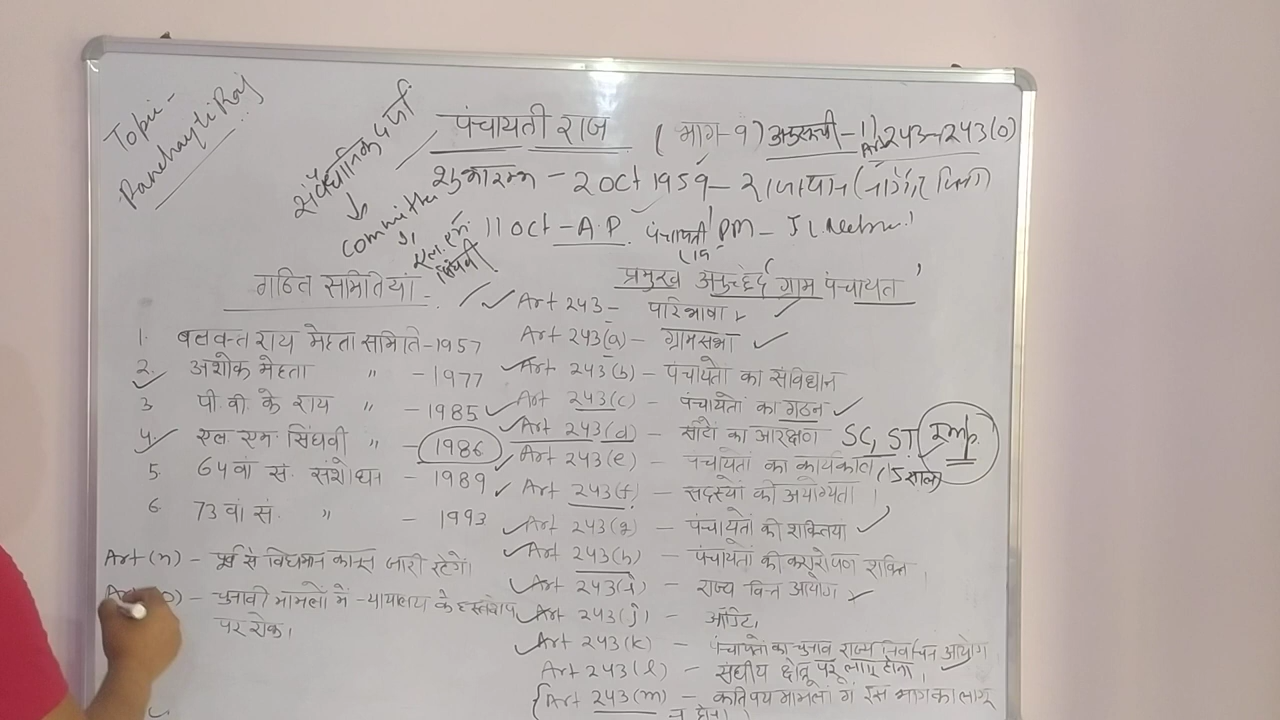 Topic -
Panchayti Raj
संवैधानिक दर्जा
↓
committee
↓
एल. एम. सिंघवी
पंचायती राज (भाग-9) अनुसूची-11 Art 243-243(O)
शुभारम्भ - 2 Oct 1959 - राजस्थान (नागौर जिला)
11 Oct - A.P. पंचायती PM - J L. Nehru
गठित समितियां -
1. बलवन्त राय मेहता समिति-1957
2. अशोक मेहता " -1977
3 पी. वी. के राय " -1985
4. एल एम. सिंघवी " - 1986
5. 64वां सं. संशोधन - 1989
6. 73 वां सं. " - 1993
Art (n) - पूर्व से विधमान कानून जारी रहेगें।
(o) - चुनावी मामलों में न्यायालय के हस्तक्षेप
पर रोक।
प्रमुख अनुच्छेद ग्राम पंचायत
Art 243 - परिभाषा
Art 243(a) - ग्रामसभा
Art 243(b) - पंचायतो का संविधान
Art 243(c) - पंचायतों का गठन
Art 243(d) - सीटों का आरक्षण SC, ST Imp.
Art 243(e) - पंचायतों का कार्यकाल (5 साल)
Art 243(f) - सदस्यों की अयोग्यता।
Art 243(g) - पंचायतों की शक्तियां
Art 243(h) - पंचायतों की करारोपण शक्ति।
Art 243(i) - राज्य वित्त आयोग
Art 243(j) - ऑडिट।
Art 243(k) - पंचायतों का चुनाव राज्य निर्वाचन आयोग
Art 243(l) - संघीय क्षेत्र पर लागू होना।
Art 243(m) - कतिपय मामलों में इस भाग का लागू
न होना।